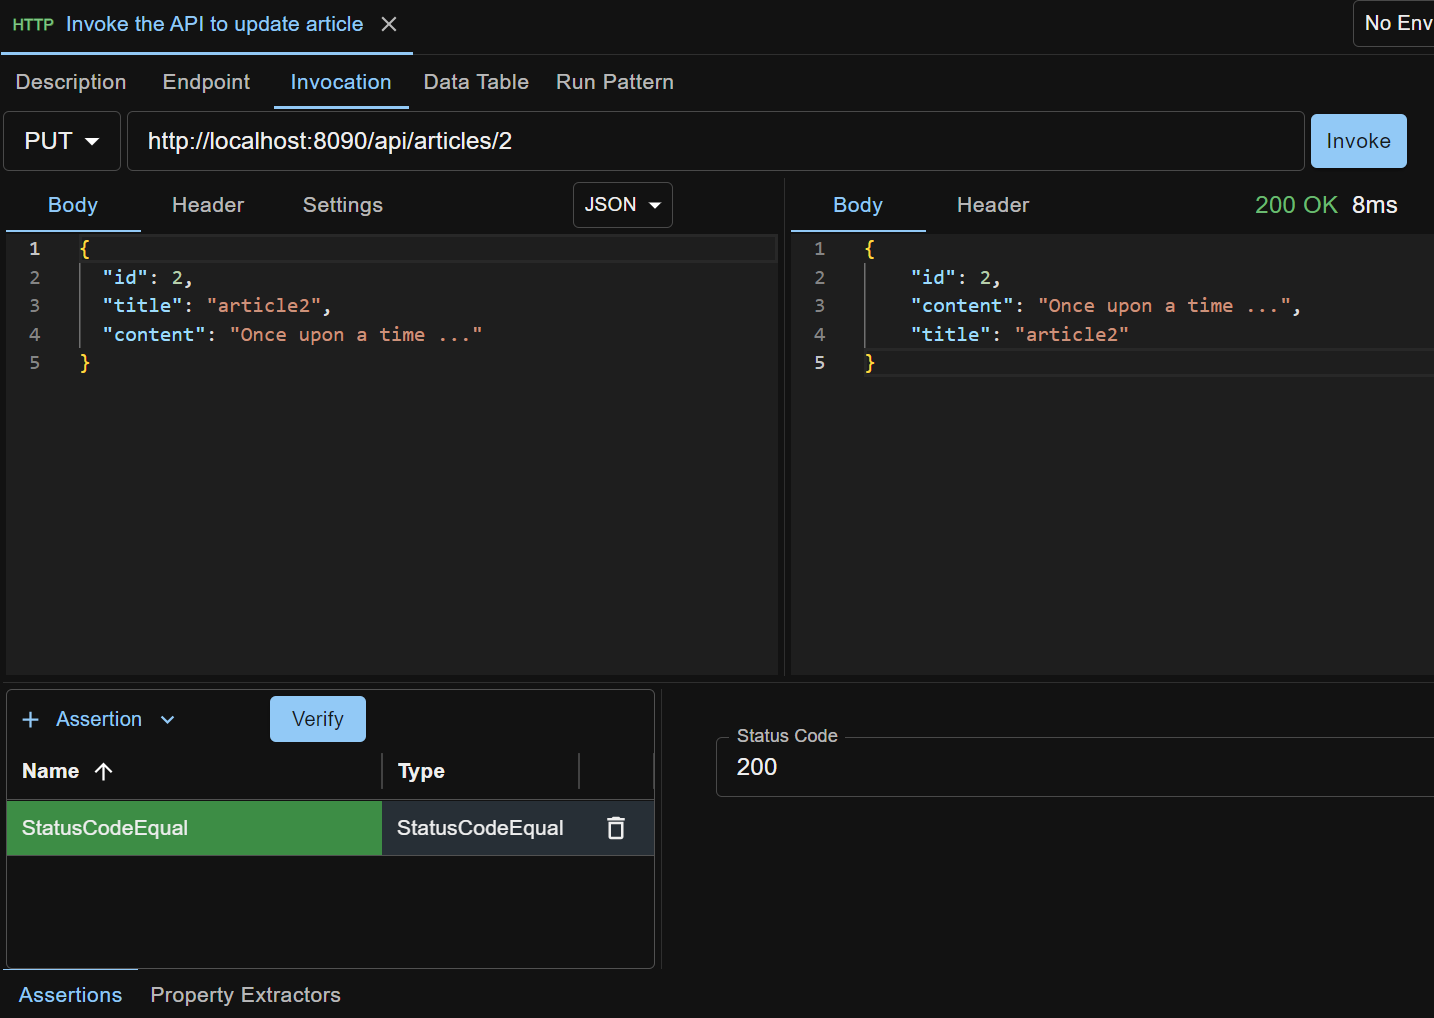 HTTP Invoke the API to update article
No Env
Description Endpoint Invocation Data Table Run Pattern
PUT http://localhost:8090/api/articles/2 Invoke
Body Header Settings JSON
Body Header 200 OK 8ms
1 {
2 "id": 2,
3 "title": "article2",
4 "content": "Once upon a time ..."
5 }
1 {
2 "id": 2,
3 "content": "Once upon a time ...",
4 "title": "article2"
5 }
+ Assertion Verify
Name Type
StatusCodeEqual StatusCodeEqual
Status Code
200
Assertions Property Extractors